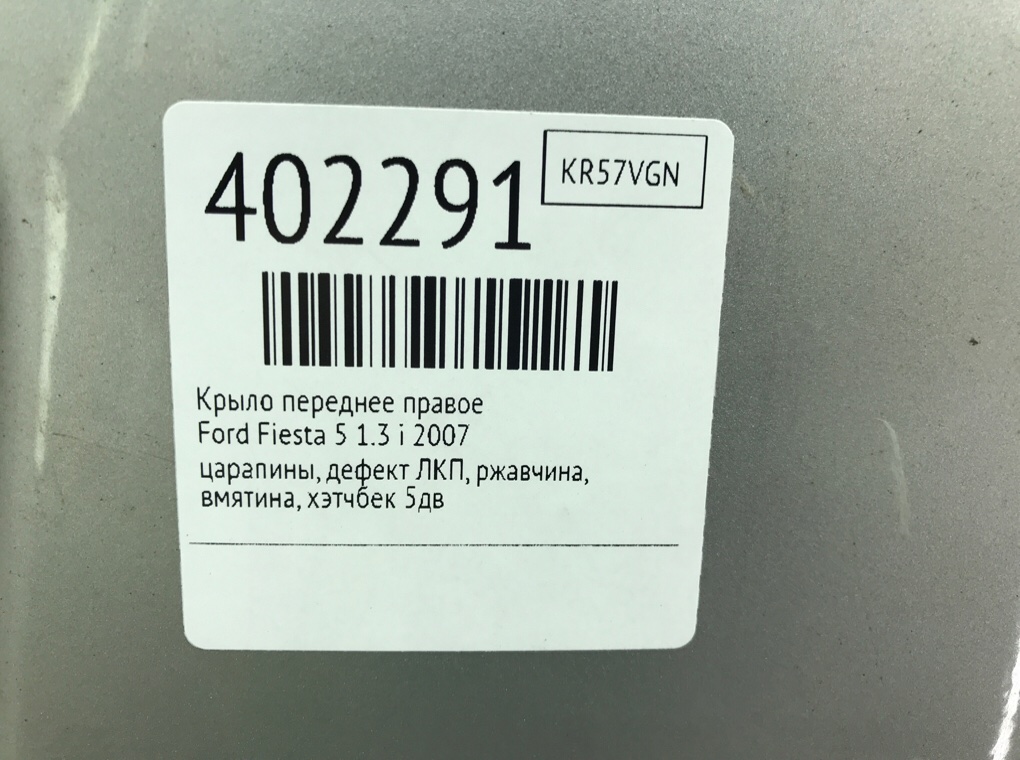 402291
KR57VGN
Крыло переднее правое
Ford Fiesta 5 1.3 i 2007
царапины, дефект ЛКП, ржавчина,
вмятина, хэтчбек 5дв